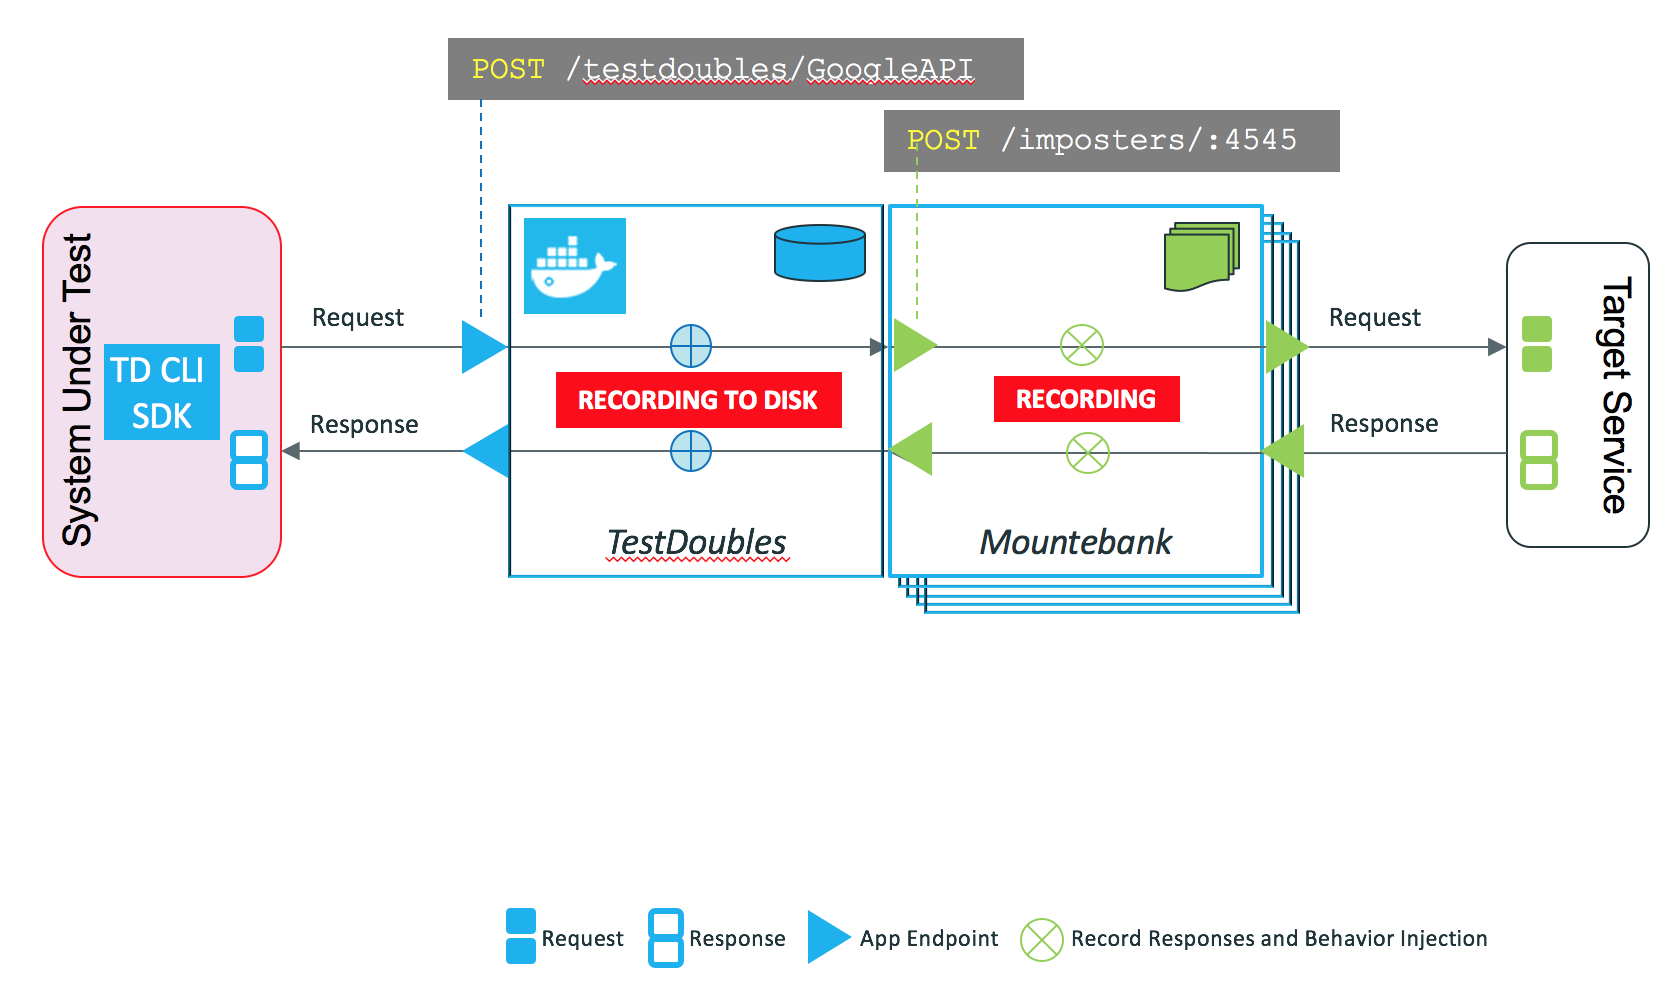 POST /testdoubles/GoogleAPI
POST /imposters/:4545
System Under Test
TD CLI
SDK
Request
Response
RECORDING TO DISK
TestDoubles
RECORDING
Mountebank
Request
Response
Target Service
Request
Response
App Endpoint
Record Responses and Behavior Injection